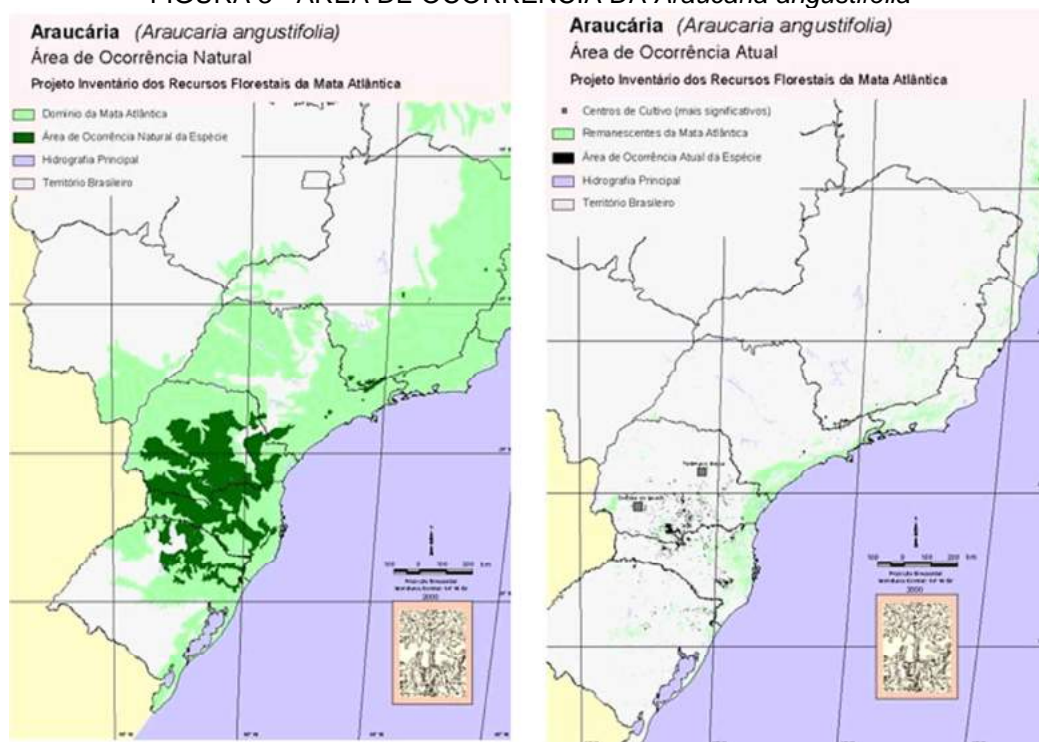 FIGURA 3 - ÁREA DE OCORRÊNCIA DA Araucaria angustifolia
Araucária (Araucaria angustifolia)
Área de Ocorrência Natural
Projeto Inventário dos Recursos Florestais da Mata Atlântica
Domínio da Mata Atlântica
Área de Ocorrência Natural da Espécie
Hidrografia Principal
Território Brasileiro
2000
Araucária (Araucaria angustifolia)
Área de Ocorrência Atual
Projeto Inventário dos Recursos Florestais da Mata Atlântica
Centros de Cultivo (mais significativos)
Remanescentes da Mata Atlântica
Área de Ocorrência Atual da Espécie
Hidrografia Principal
Território Brasileiro
2000